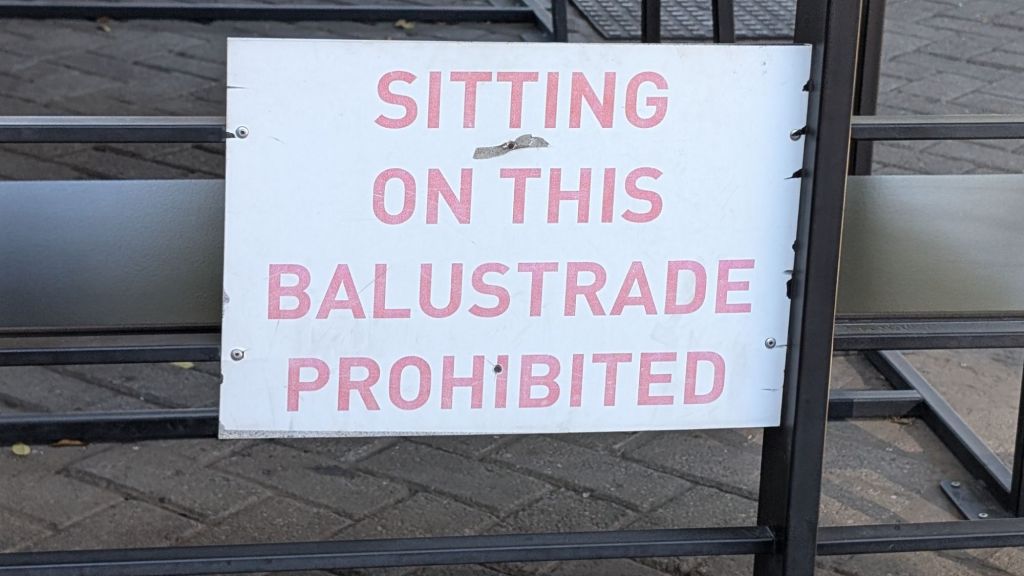 SITTING
ON THIS
BALUSTRADE
PROHIBITED